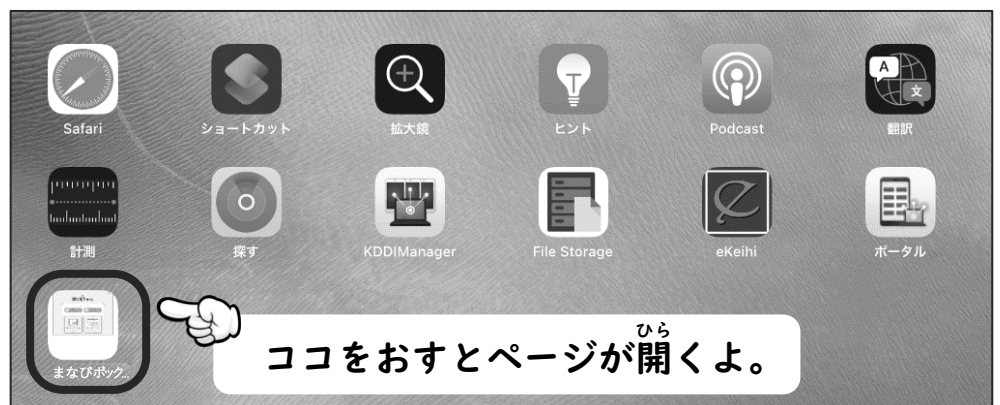 Safari
ショートカット
拡大鏡
ヒント
Podcast
翻訳
計測
探す
KDDIManager
File Storage
eKeihi
ポータル
まなびポック...
ひら
ココをおすとページが開くよ。